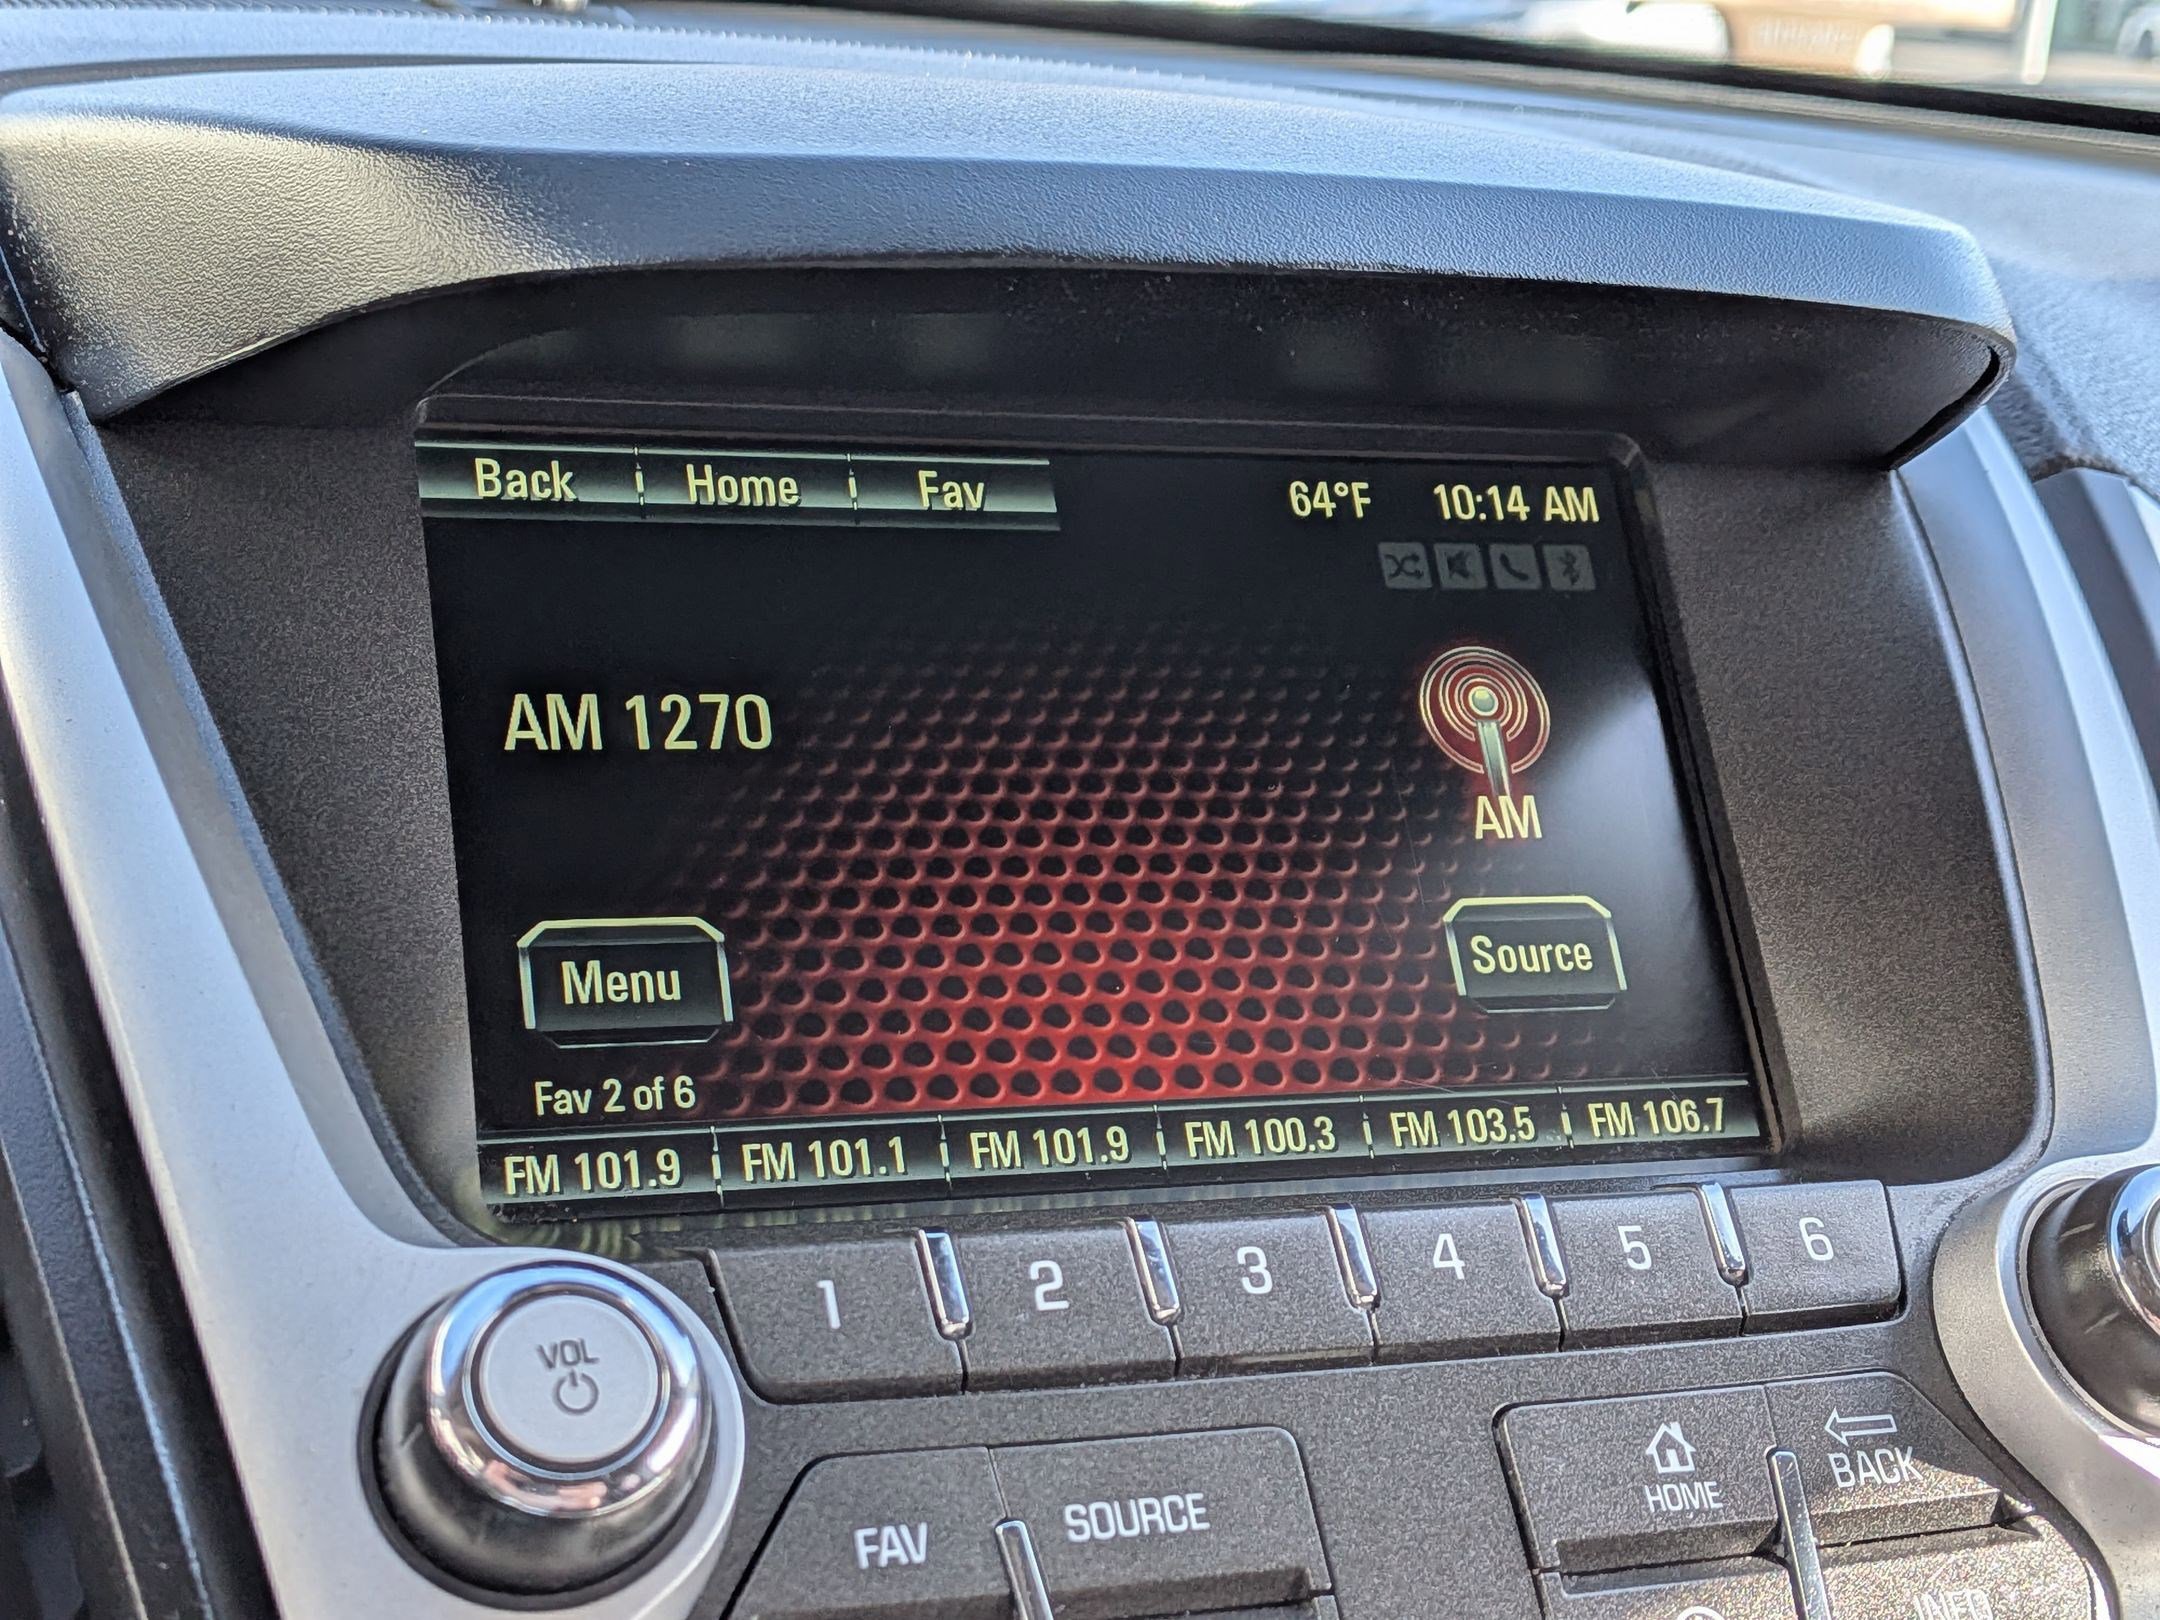 Back Home Fav 64°F 10:14 AM
AM 1270
AM
Menu Source
Fav 2 of 6
FM 101.9 FM 101.1 FM 101.9 FM 100.3 FM 103.5 FM 106.7
1 2 3 4 5 6
VOL
FAV SOURCE HOME BACK
INFO